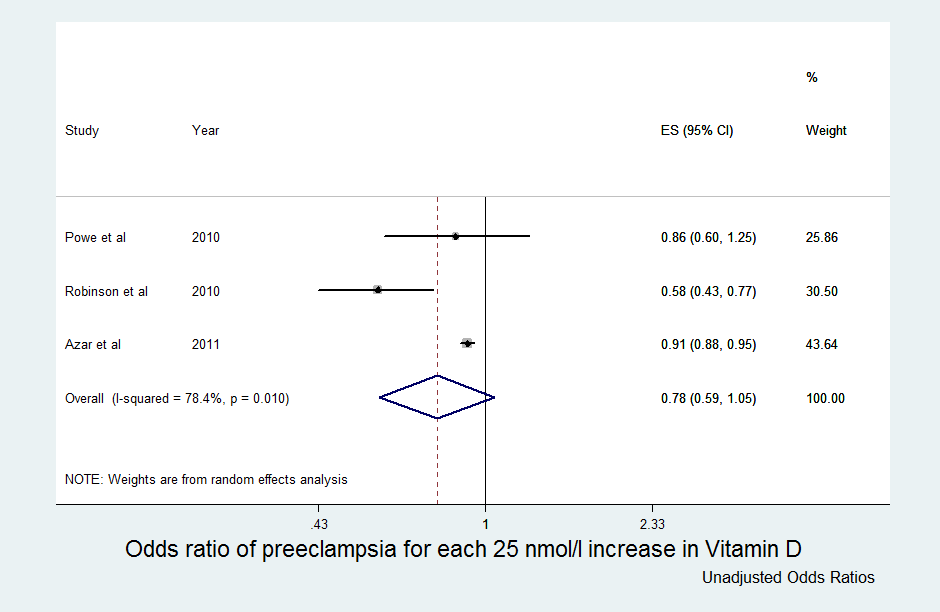 %
Study Year ES (95% CI) Weight
Powe et al 2010 0.86 (0.60, 1.25) 25.86
Robinson et al 2010 0.58 (0.43, 0.77) 30.50
Azar et al 2011 0.91 (0.88, 0.95) 43.64
Overall (I-squared = 78.4%, p = 0.010) 0.78 (0.59, 1.05) 100.00
NOTE: Weights are from random effects analysis
.43 1 2.33
Odds ratio of preeclampsia for each 25 nmol/l increase in Vitamin D
Unadjusted Odds Ratios